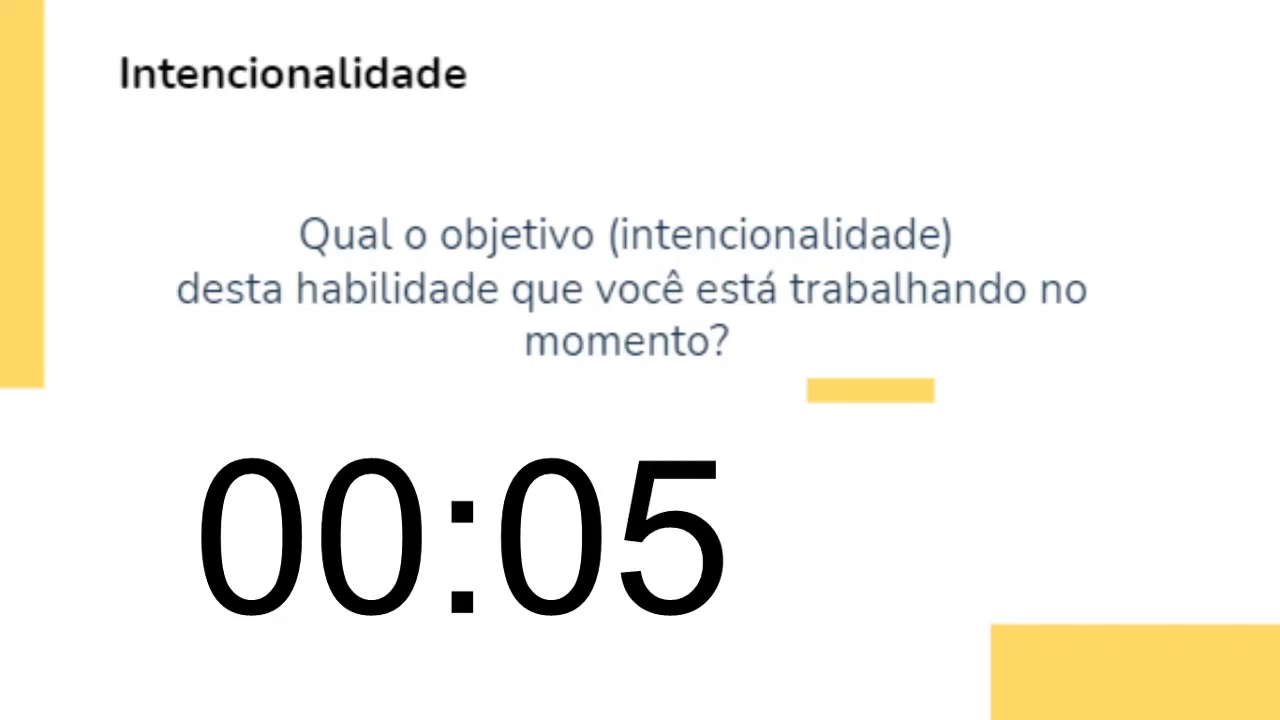 Intencionalidade
Qual o objetivo (intencionalidade)
desta habilidade que você está trabalhando no
momento?
00:05